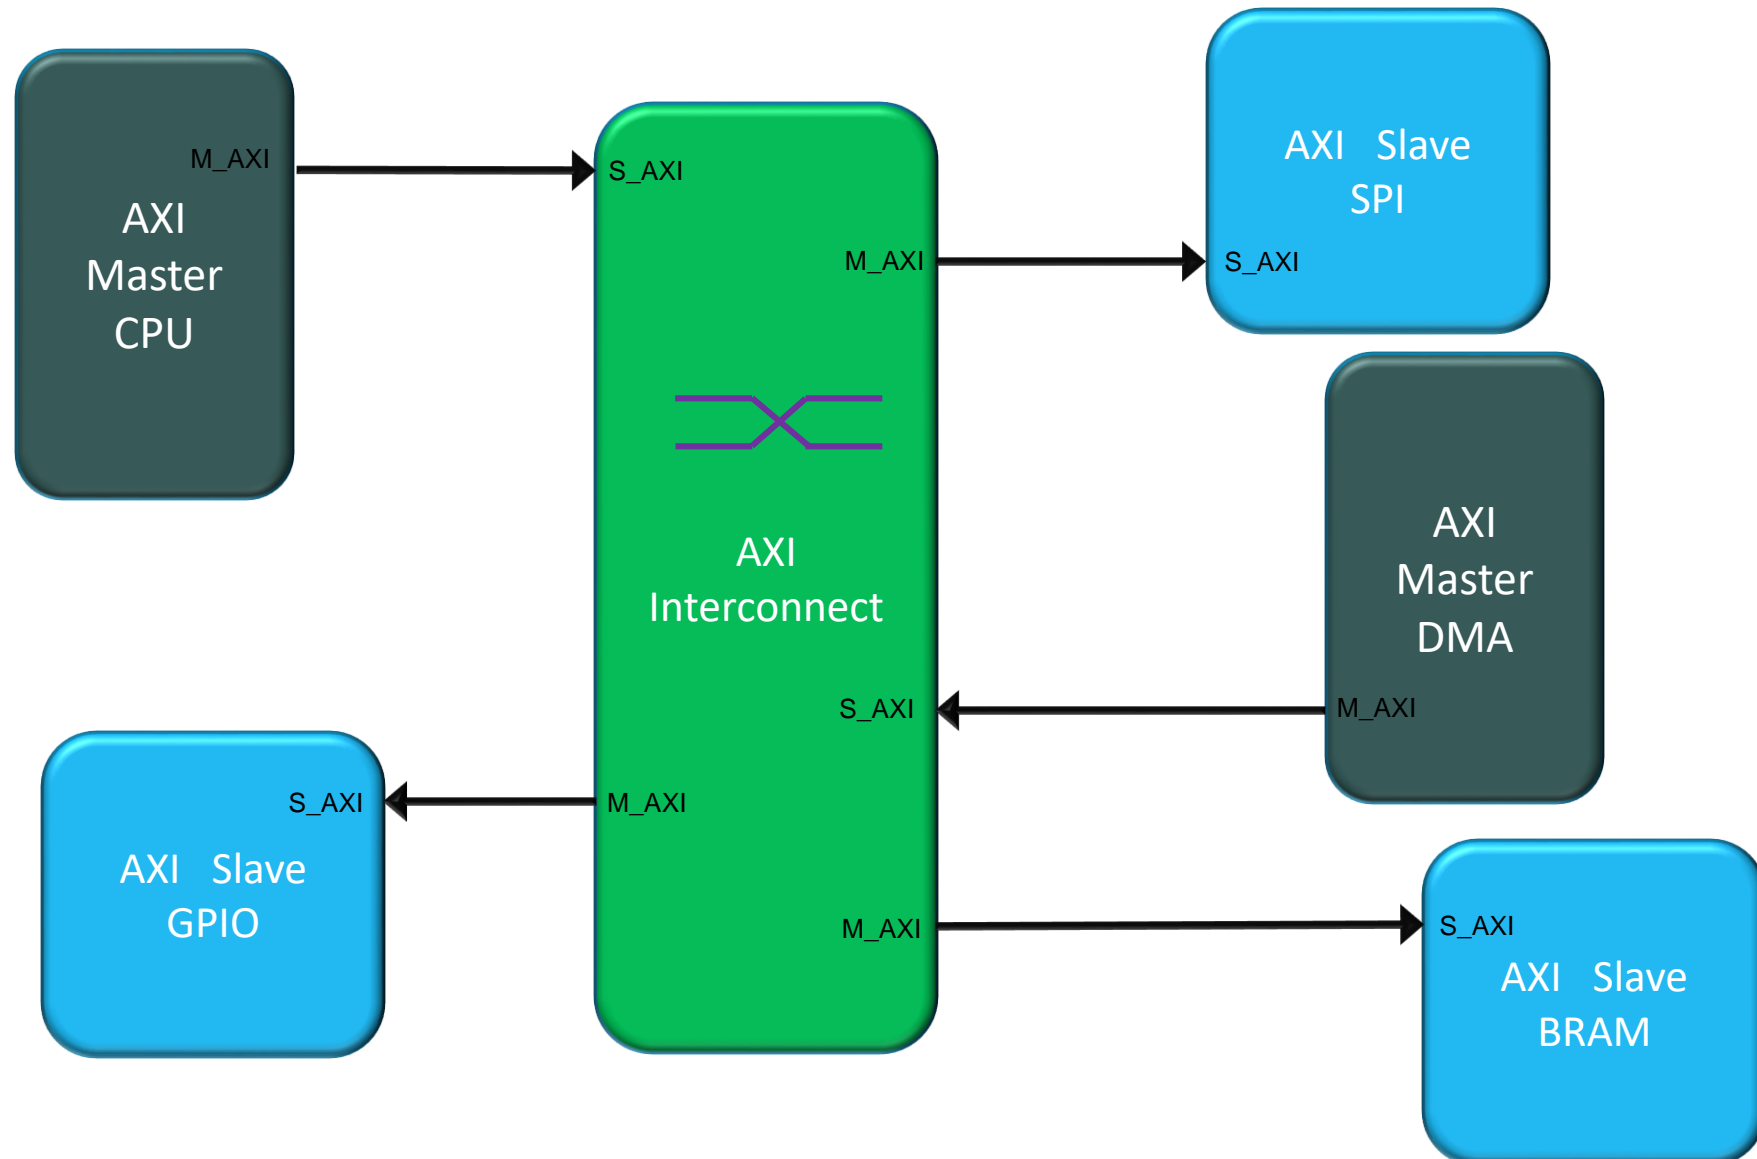 M_AXI
AXI
Master
CPU
S_AXI
M_AXI
AXI
Interconnect
S_AXI
M_AXI
M_AXI
AXI Slave
SPI
S_AXI
AXI
Master
DMA
M_AXI
S_AXI
AXI Slave
GPIO
S_AXI
AXI Slave
BRAM